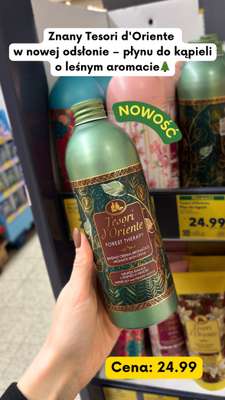 Znany Tesori d'Oriente
w nowej odsłonie – płynu do kąpieli
o leśnym aromacie🌲
NOWOŚĆ
Tesori
d'Oriente
FOREST THERAPY
24.99
Cena: 24.99